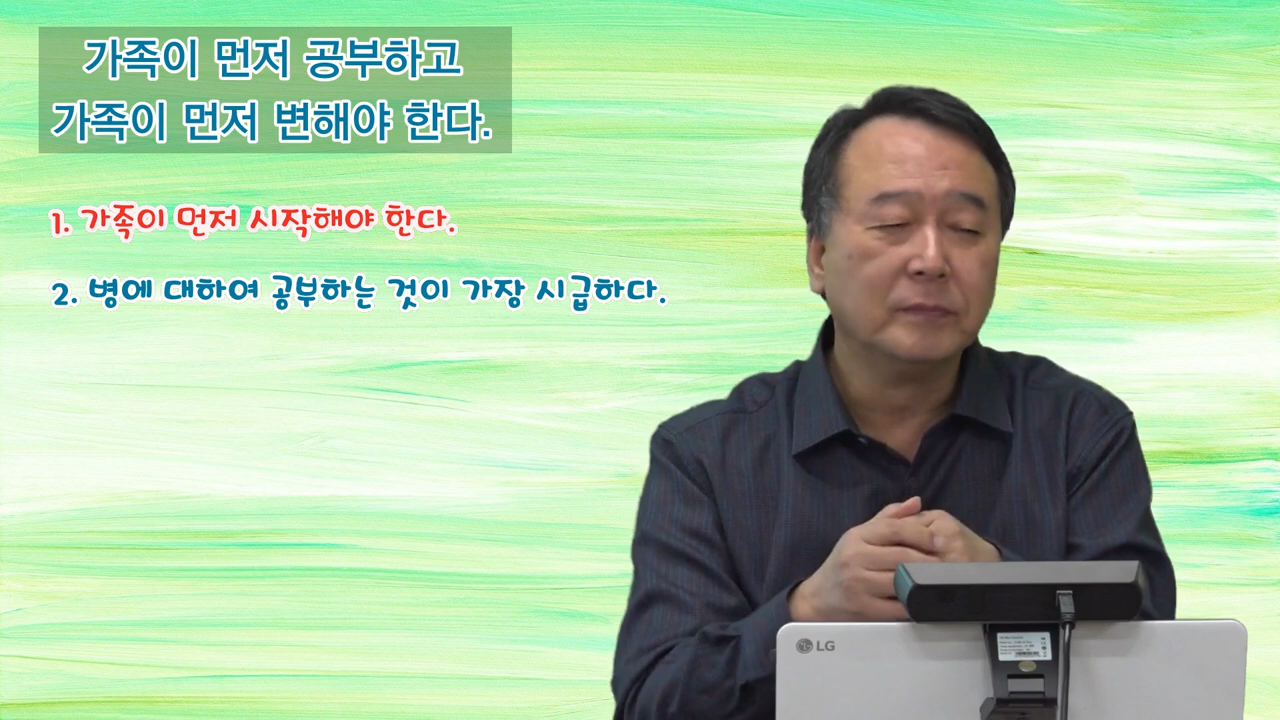 가족이 먼저 공부하고
가족이 먼저 변해야 한다.
1. 가족이 먼저 시작해야 한다.
2. 병에 대하여 공부하는 것이 가장 시급하다.
LG